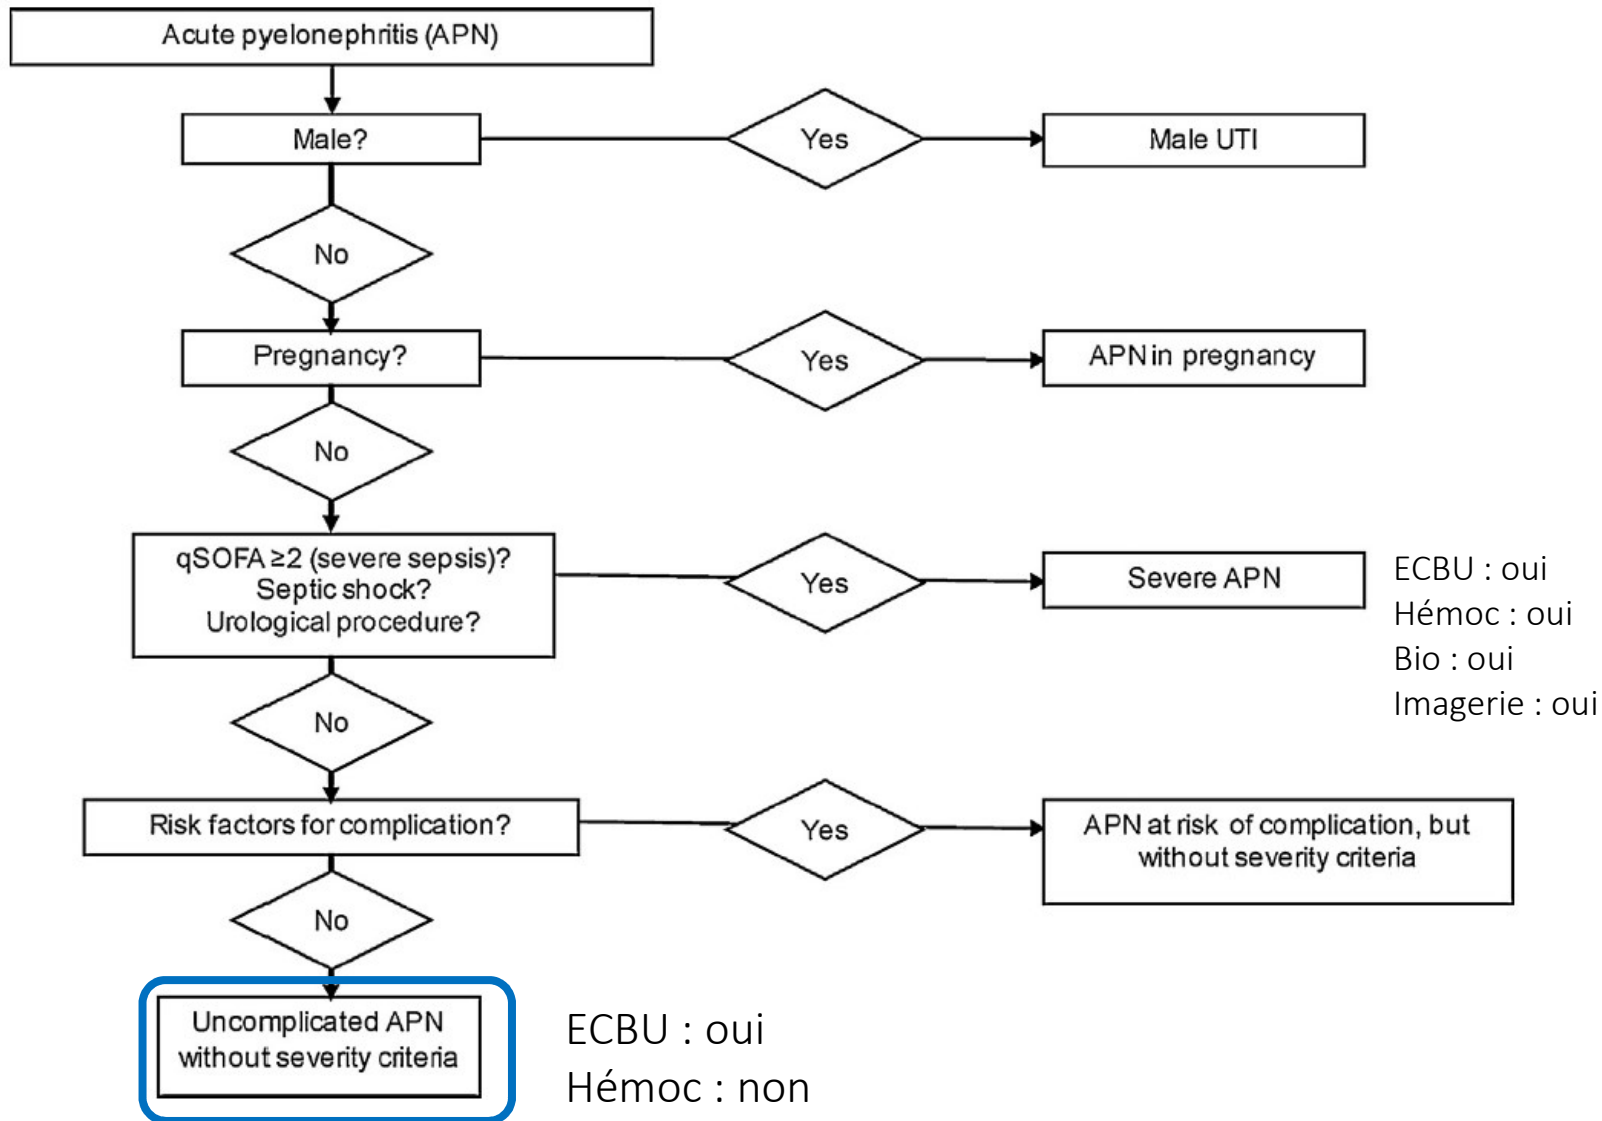 Acute pyelonephritis (APN)
Male?
Yes
Male UTI
No
Pregnancy?
Yes
APN in pregnancy
No
qSOFA ≥2 (severe sepsis)?
Septic shock?
Urological procedure?
Yes
Severe APN
ECBU : oui
Hémoc : oui
Bio : oui
Imagerie : oui
No
Risk factors for complication?
Yes
APN at risk of complication, but
without severity criteria
No
Uncomplicated APN
without severity criteria
ECBU : oui
Hémoc : non